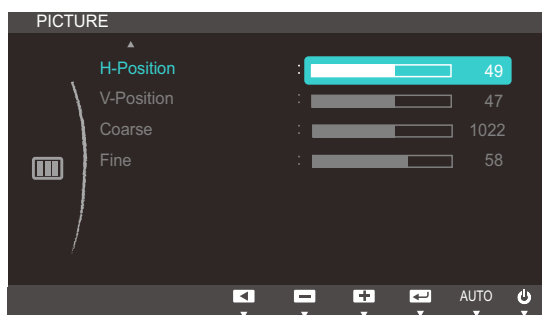 PICTURE
H-Position : 49
V-Position : 47
Coarse : 1022
Fine : 58
AUTO